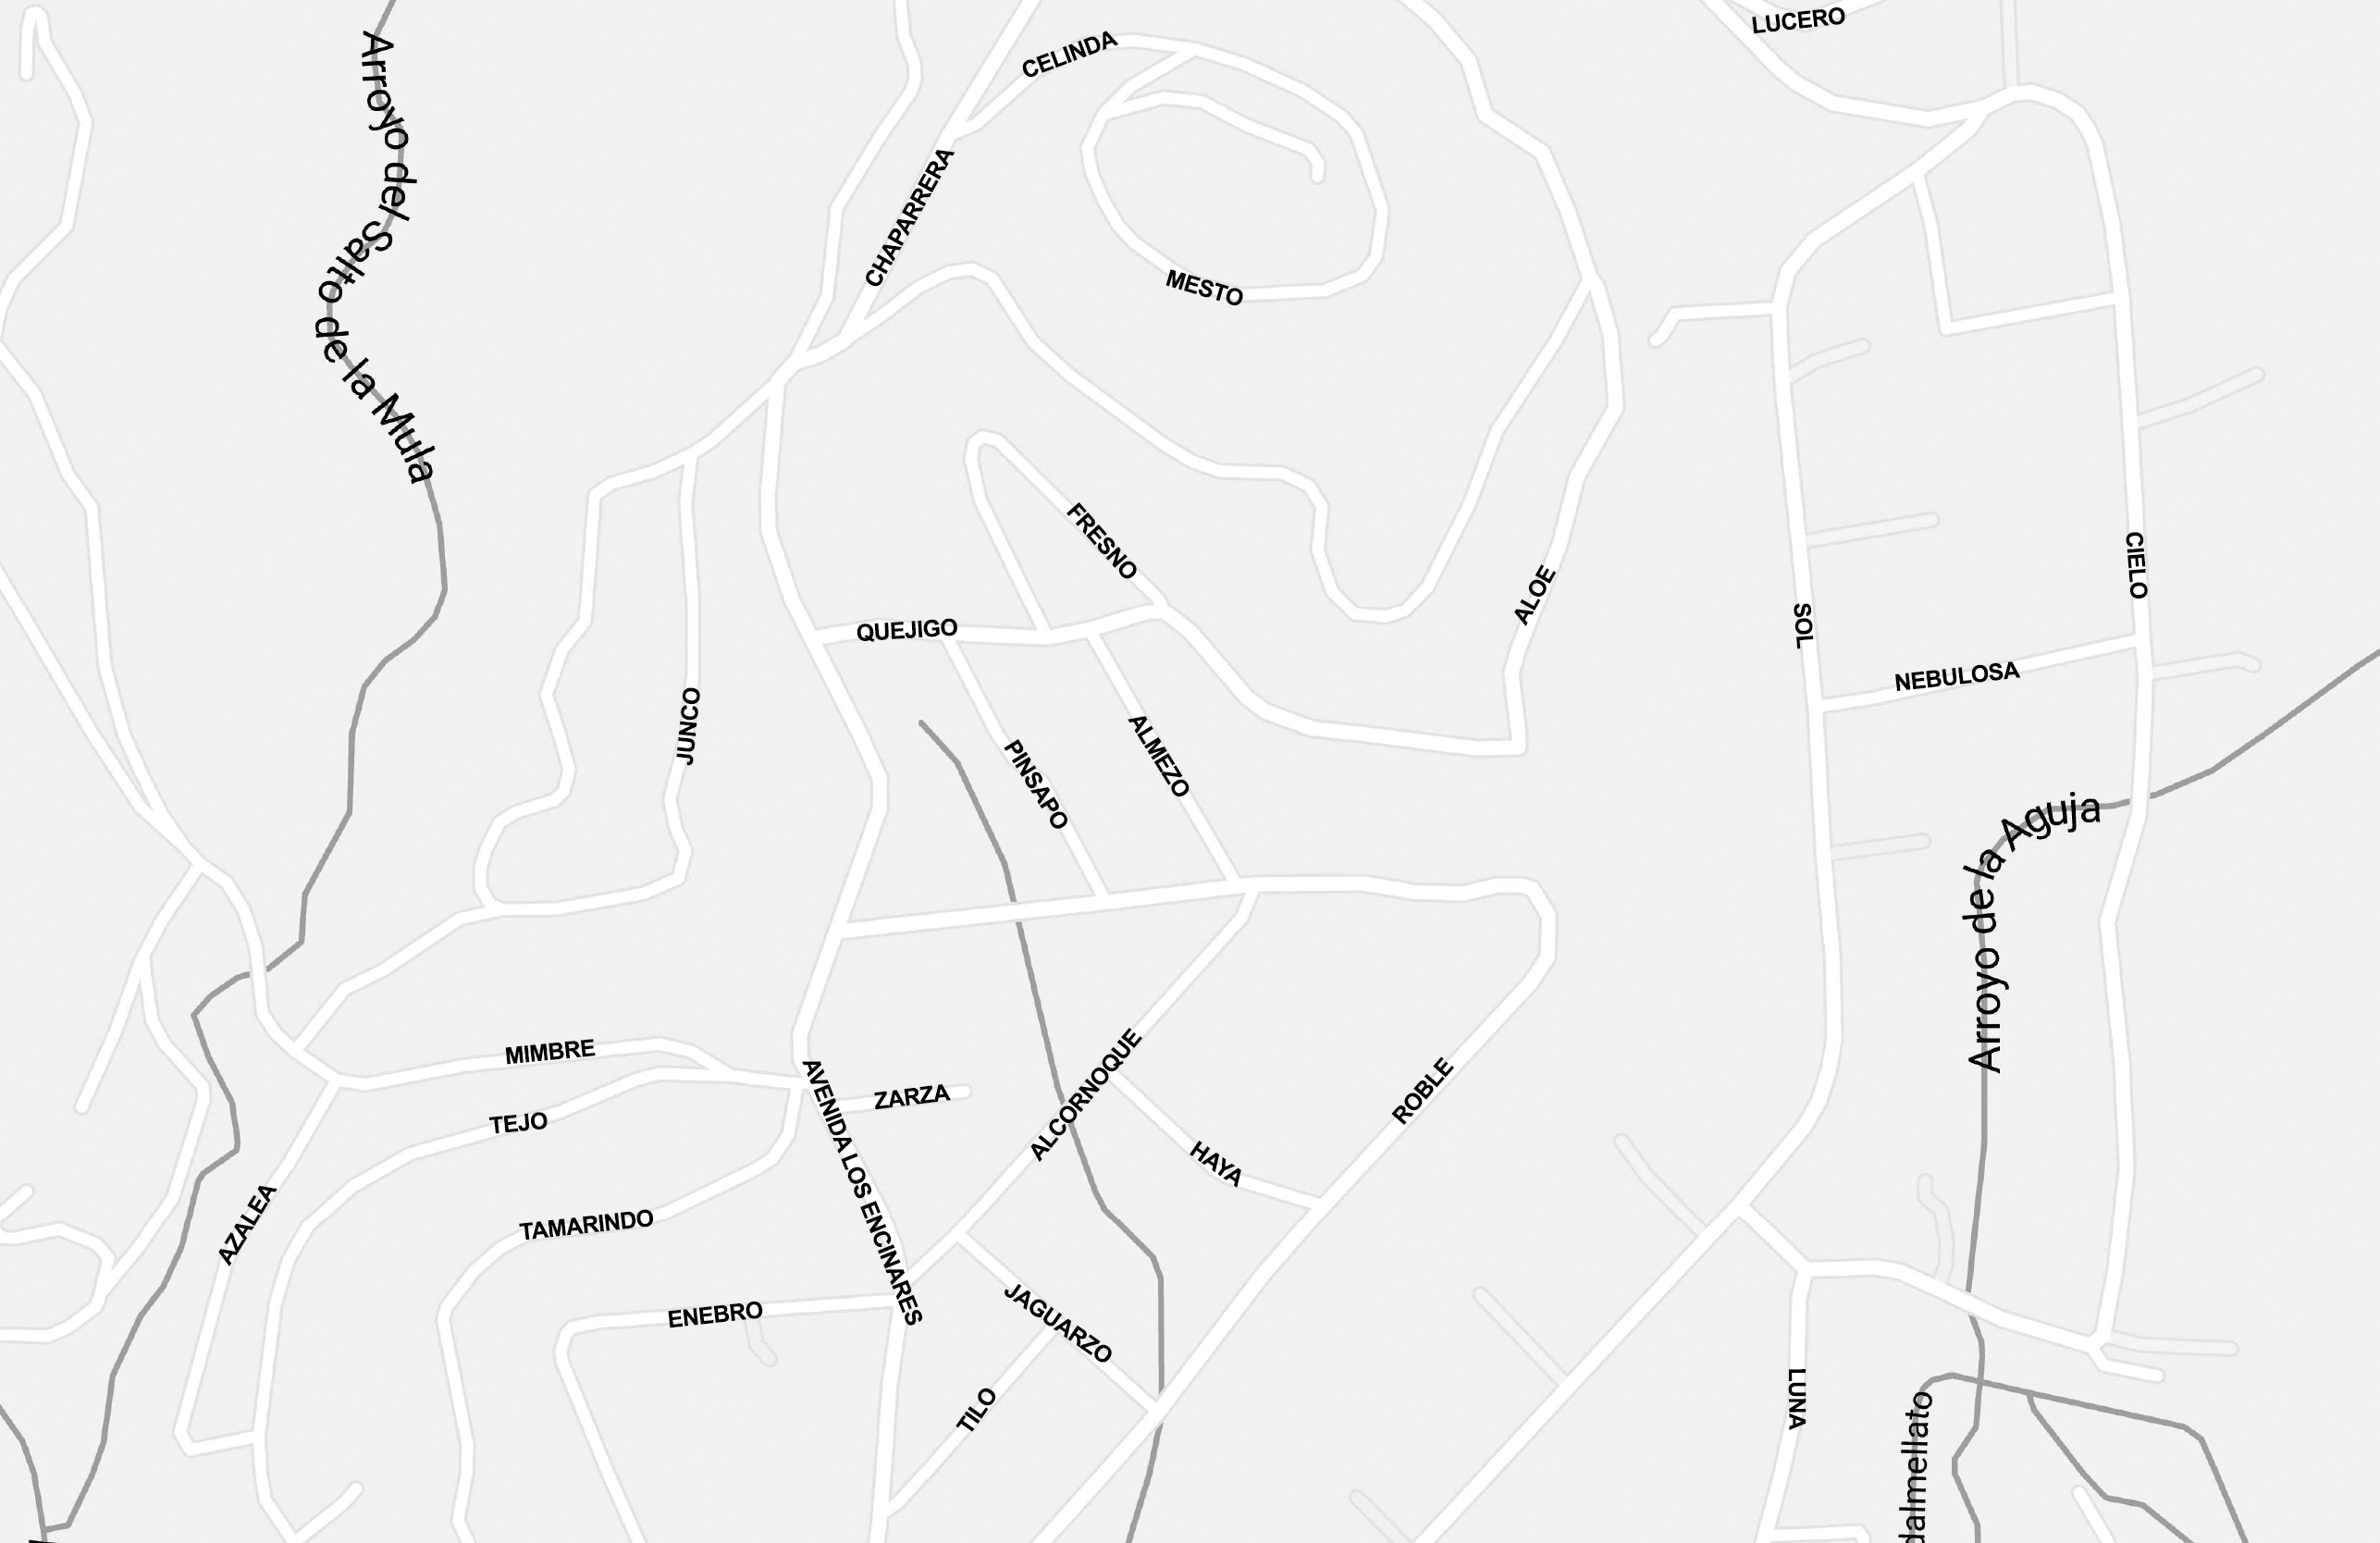 LUCERO
CELINDA
Arroyo del Salto de la Mula
CHAPARRERA
MESTO
FRESNO
CIELO
ALOE
QUEJIGO
SOL
NEBULOSA
JUNCO
ALMEZO
PINSAPO
Arroyo de la Aguja
MIMBRE
ZARZA
TEJO
ALCORNOQUE
ROBLE
HAYA
AVENIDA LOS ENCINARES
AZALEA
TAMARINDO
ENEBRO
JAGUARZO
TILO
LUNA
dalmellato